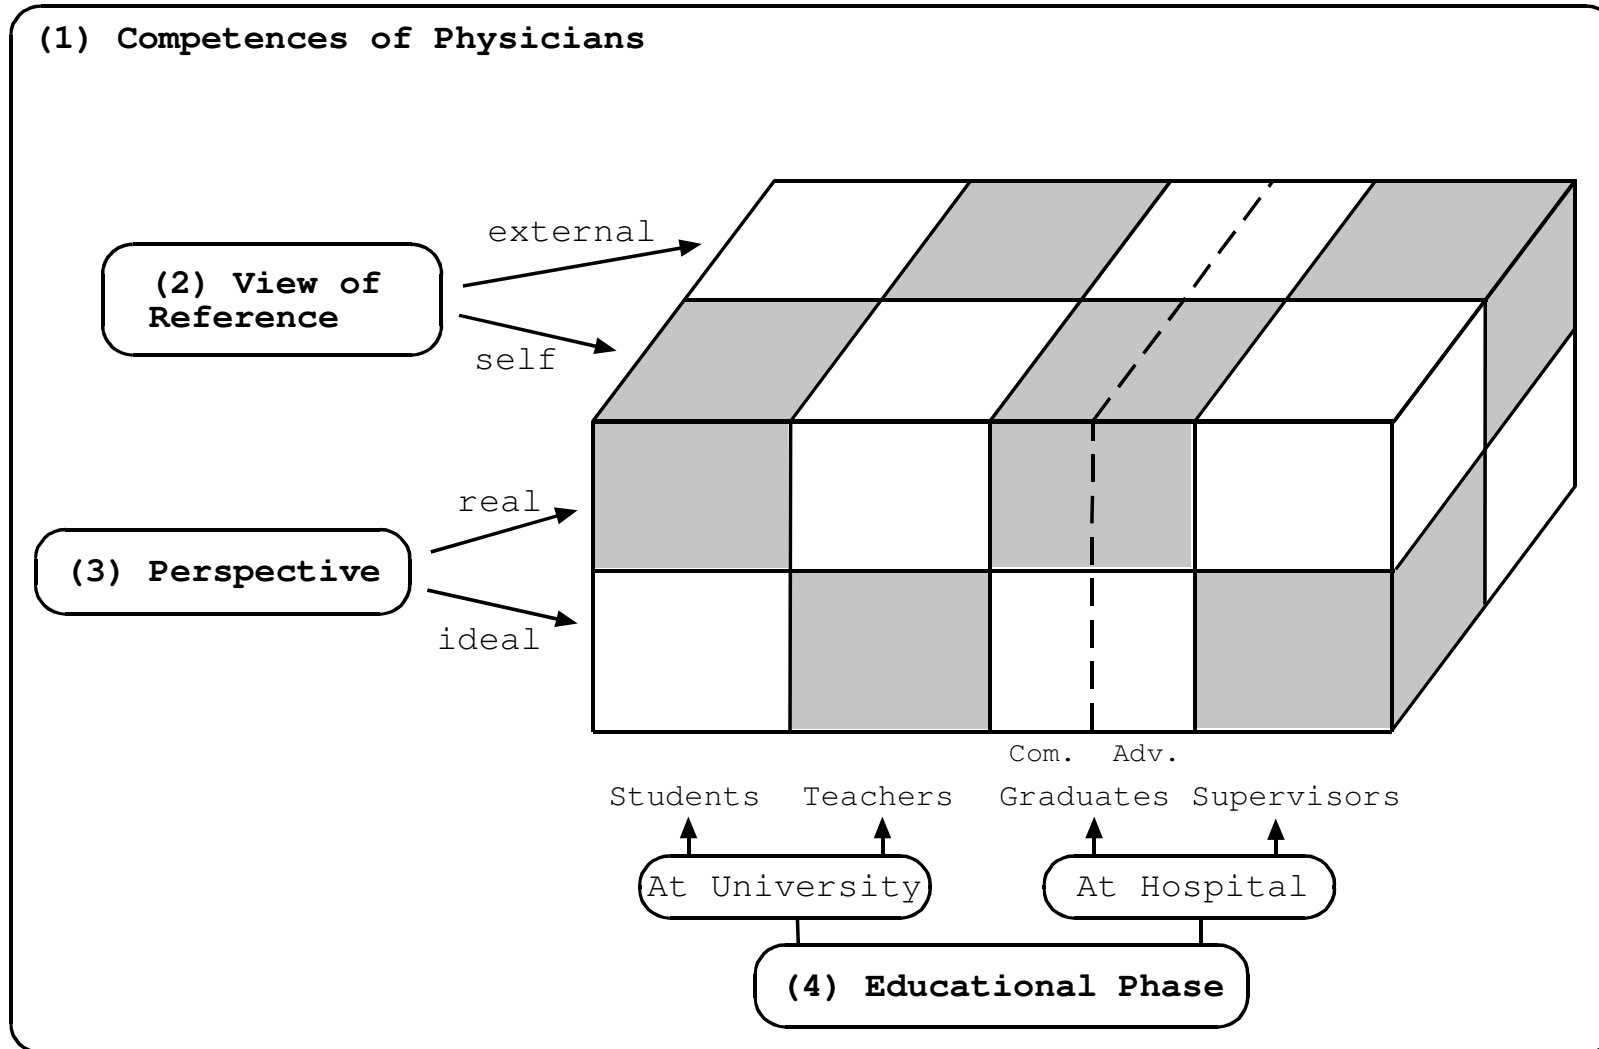 (1) Competences of Physicians
external
(2) View of
Reference
self
real
(3) Perspective
ideal
Com. Adv.
Students Teachers Graduates Supervisors
At University At Hospital
(4) Educational Phase